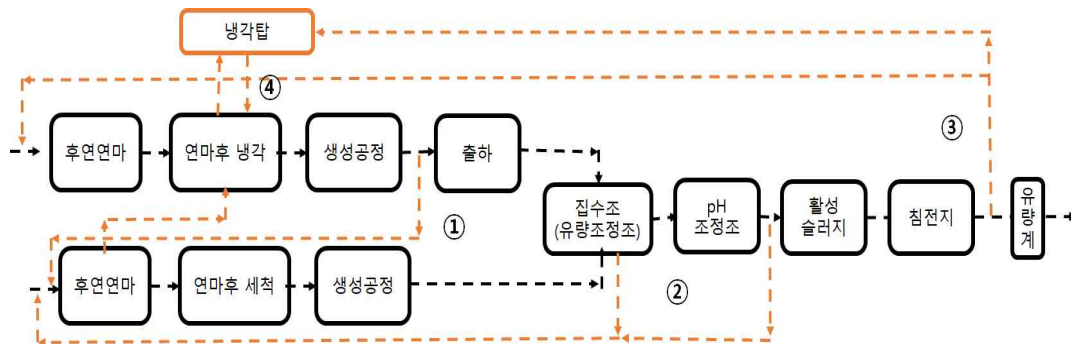 냉각탑
④
후연연마
연마후 냉각
생성공정
출하
③
집수조
(유량조정조)
pH
조정조
활성
슬러지
침전지
유
량
계
①
후연연마
연마후 세척
생성공정
②